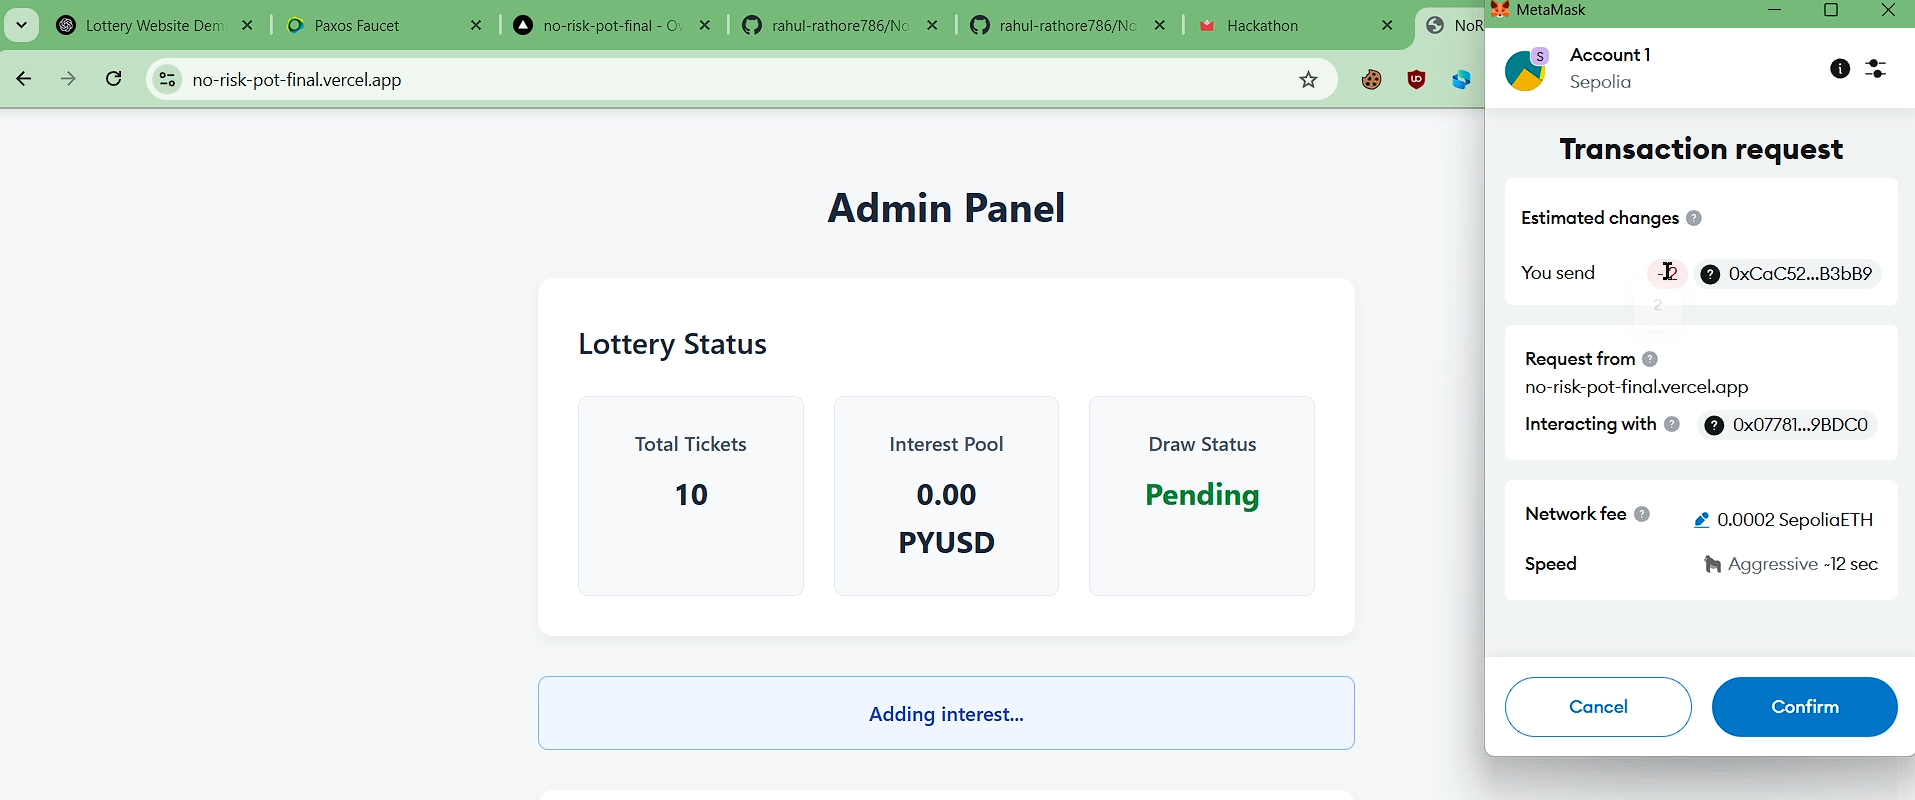 Lottery Website Dem
Paxos Faucet
no-risk-pot-final - Ov
rahul-rathore786/No
rahul-rathore786/No
Hackathon
NoR
MetaMask
no-risk-pot-final.vercel.app
Account 1
S
Sepolia
Transaction request
Estimated changes
You send
- 2
0xCaC52...B3bB9
2
Request from
no-risk-pot-final.vercel.app
Interacting with
0x07781...9BDC0
Network fee
0.0002 SepoliaETH
Speed
Aggressive ~12 sec
Cancel
Confirm
Admin Panel
Lottery Status
Total Tickets
10
Interest Pool
0.00
PYUSD
Draw Status
Pending
Adding interest...